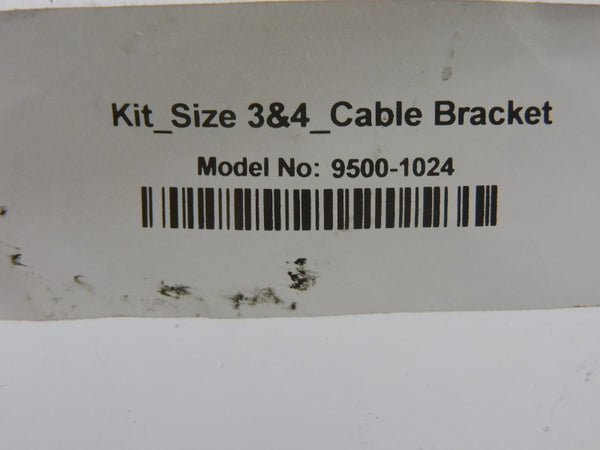 Kit_Size 3&4_Cable Bracket
Model No: 9500-1024